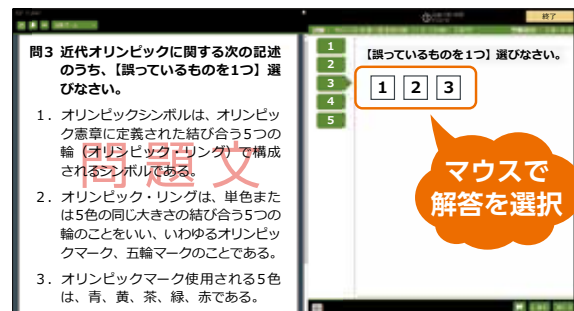 終了
問3 近代オリンピックに関する次の記述
のうち、【誤っているものを1つ】選
びなさい。
1. オリンピックシンボルは、オリンピッ
ク憲章に定義された結び合う5つの
輪（オリンピック・リング）で構成
されるシンボルである。
2. オリンピック・リングは、単色また
は5色の同じ大きさの結び合う5つの
輪のことをいい、いわゆるオリンピッ
クマーク、五輪マークのことである。
3. オリンピックマーク使用される5色
は、青、黄、茶、緑、赤である。
問題文
1
2
3
4
5
【誤っているものを1つ】選びなさい。
1 2 3
マウスで
解答を選択